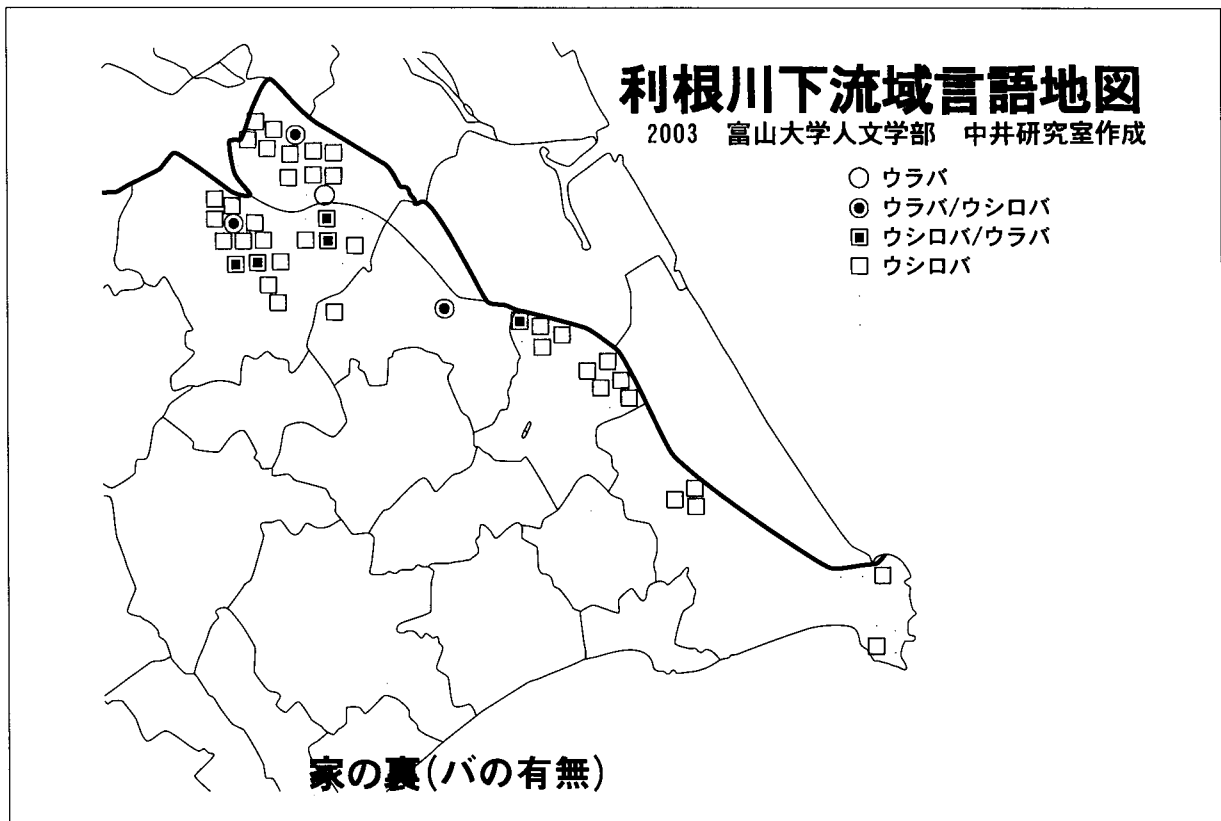 利根川下流域言語地図
2003 富山大学人文学部 中井研究室作成
ウラバ
ウラバ/ウシロバ
ウシロバ/ウラバ
ウシロバ
家の裏(バの有無)